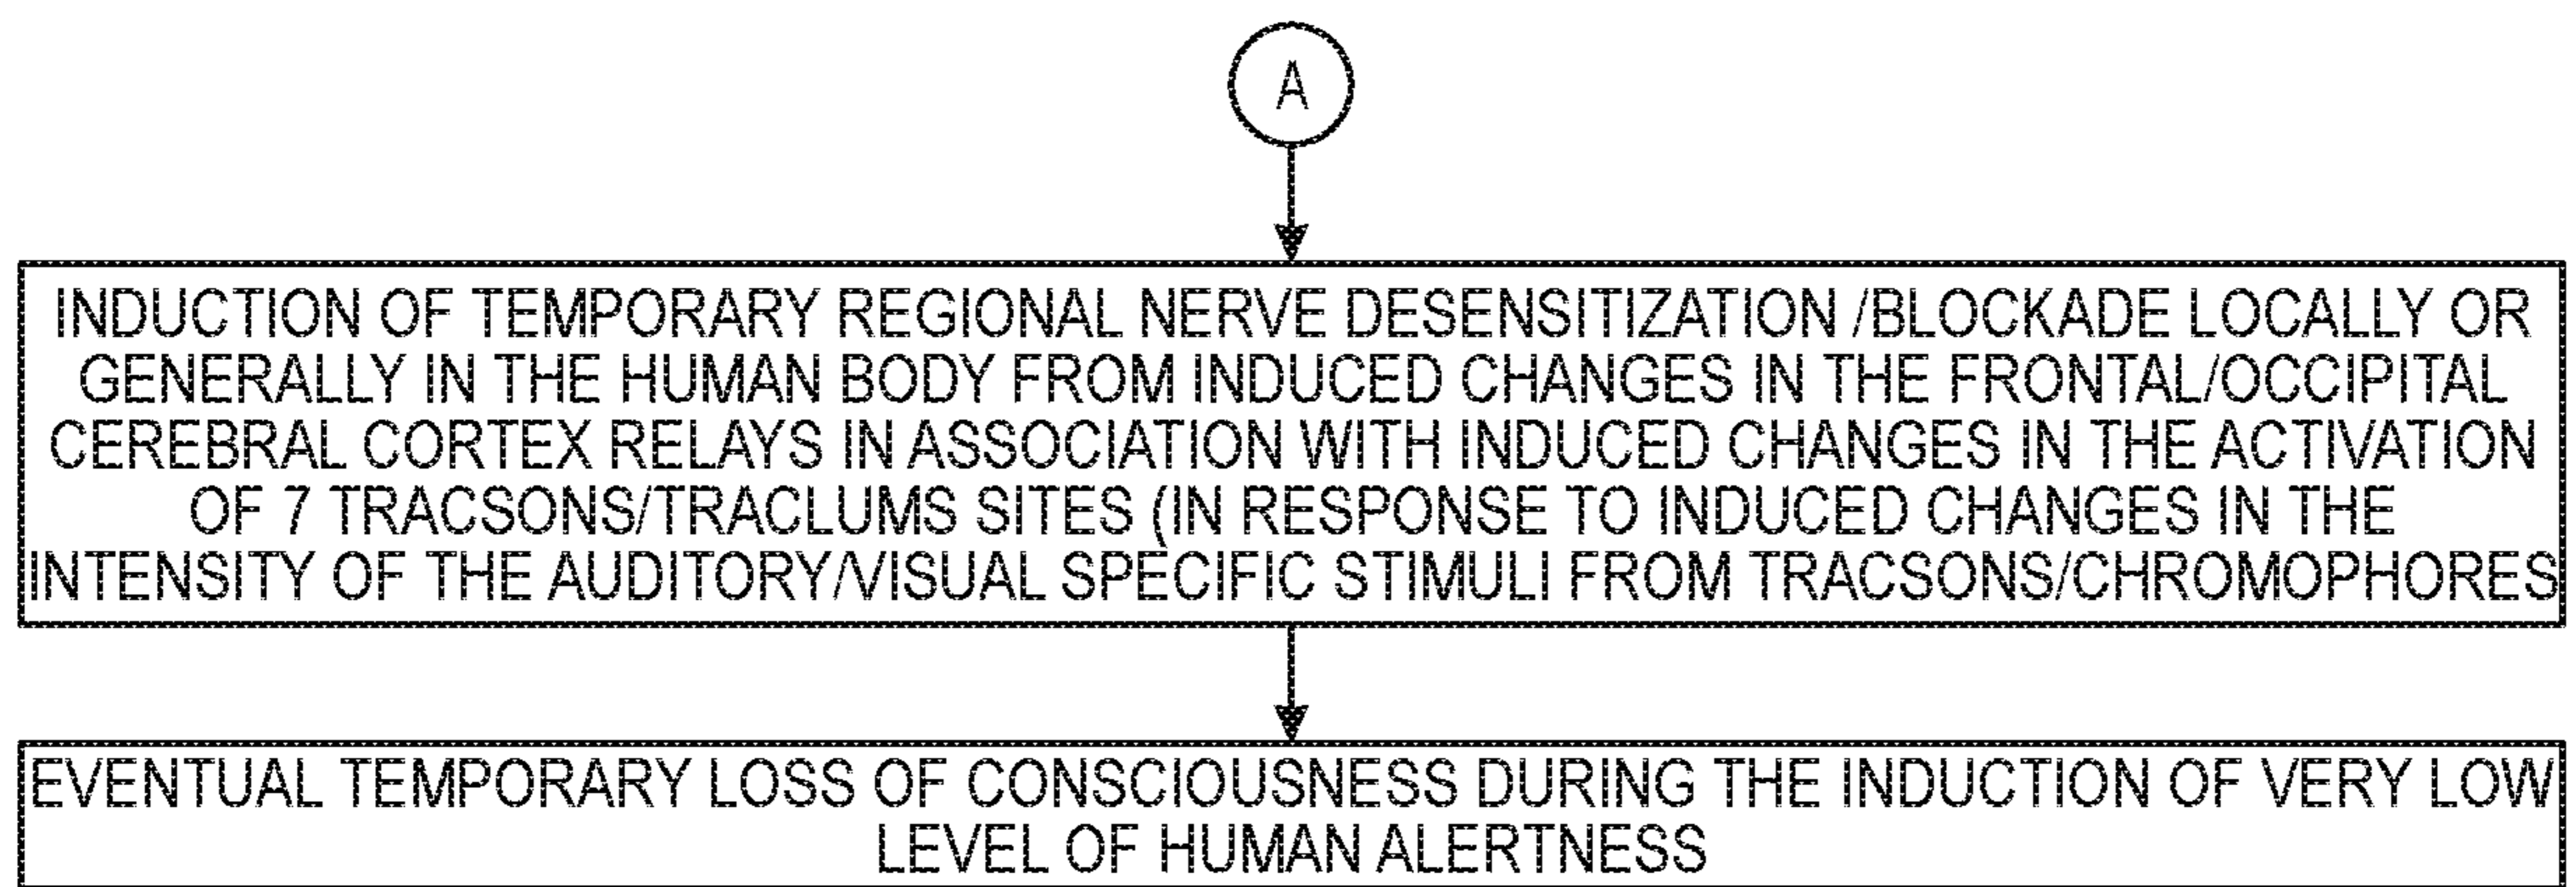 A
INDUCTION OF TEMPORARY REGIONAL NERVE DESENSITIZATION /BLOCKADE LOCALLY OR
GENERALLY IN THE HUMAN BODY FROM INDUCED CHANGES IN THE FRONTAL/OCCIPITAL
CEREBRAL CORTEX RELAYS IN ASSOCIATION WITH INDUCED CHANGES IN THE ACTIVATION
OF 7 TRACSONS/TRACLUMS SITES (IN RESPONSE TO INDUCED CHANGES IN THE
INTENSITY OF THE AUDITORY/VISUAL SPECIFIC STIMULI FROM TRACSONS/CHROMOPHORES
EVENTUAL TEMPORARY LOSS OF CONSCIOUSNESS DURING THE INDUCTION OF VERY LOW
LEVEL OF HUMAN ALERTNESS